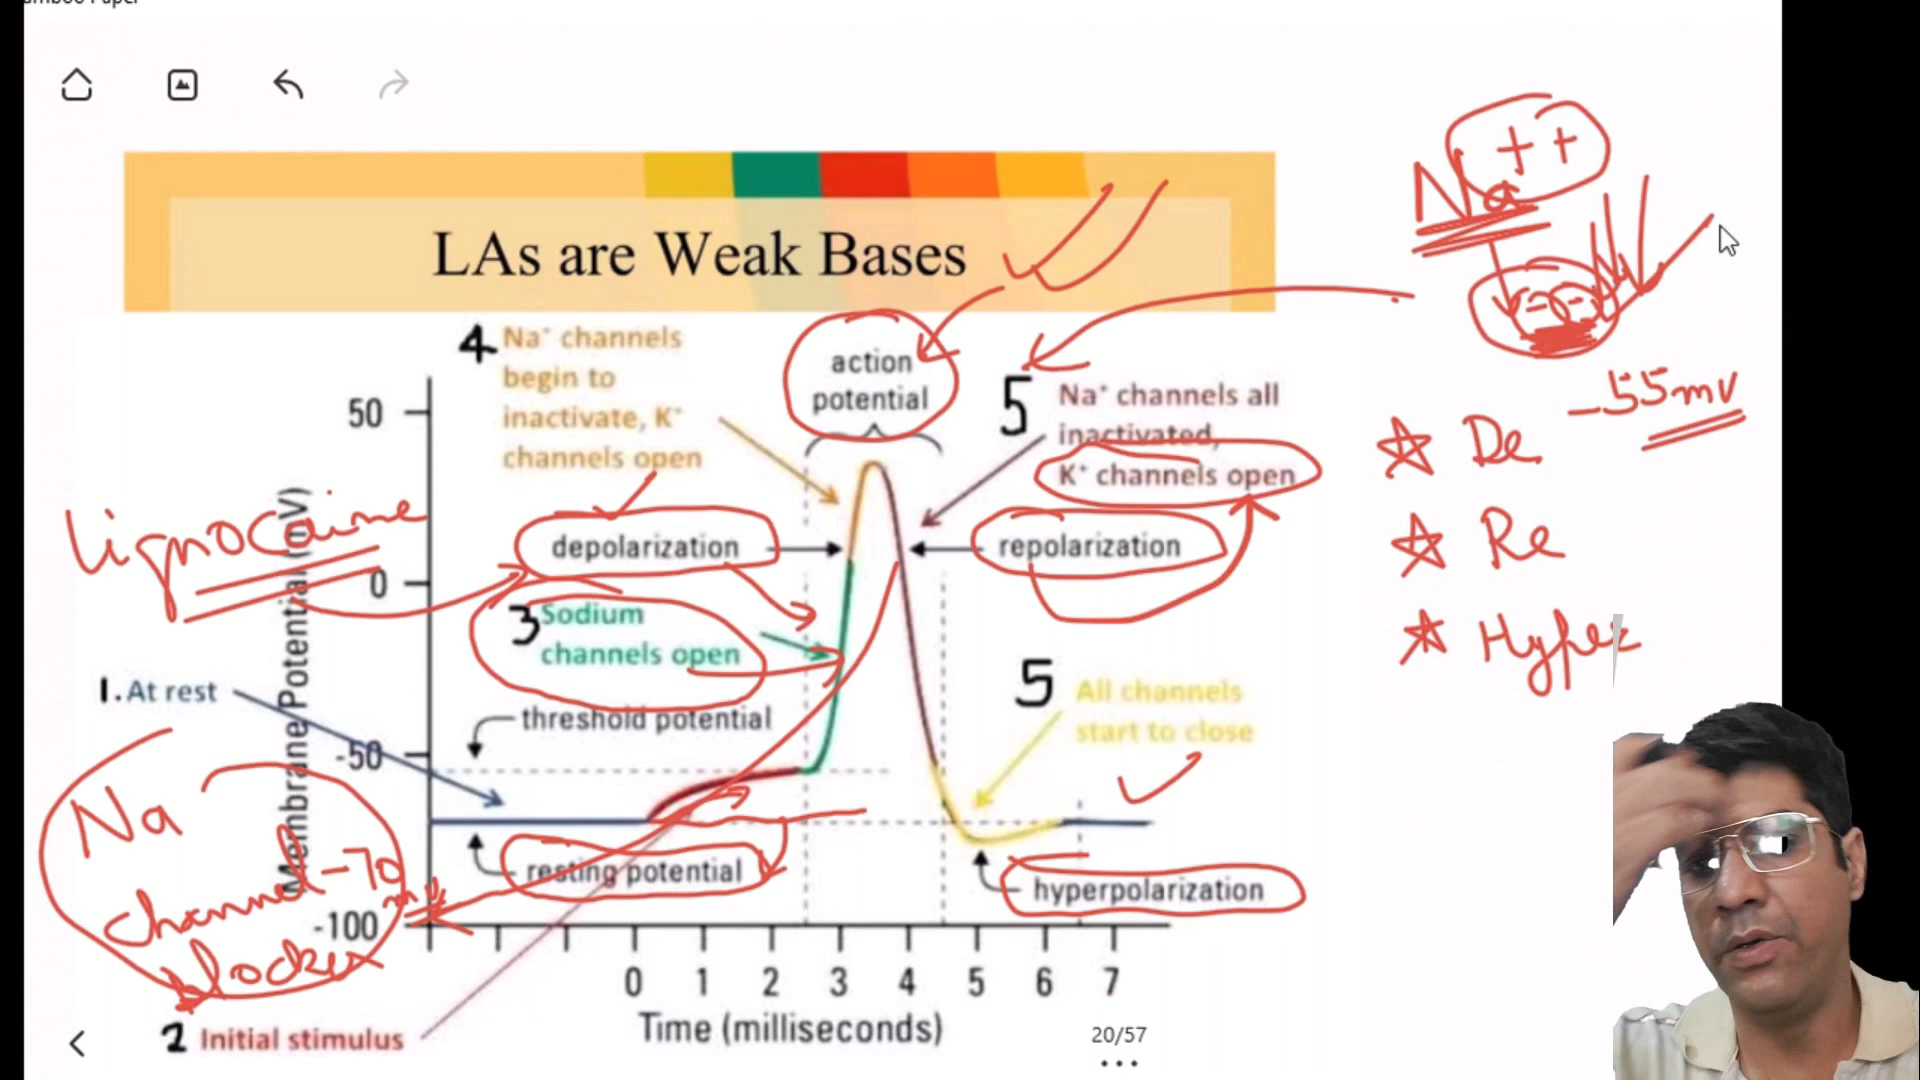 LAs are Weak Bases
Na++
4 Na+ channels
begin to
inactivate, K+
channels open
action
potential
5 Na+ channels all
inactivated,
K+ channels open
-55mv
De
Re
Hyper
50
0
-50
-100
Membrane Potential (mV)
Lignocaine
depolarization
repolarization
3 Sodium
channels open
1. At rest
threshold potential
5 All channels
start to close
Na
channel
blocker
-70
mv
resting potential
hyperpolarization
2 Initial stimulus
0 1 2 3 4 5 6 7
Time (milliseconds)
20/57